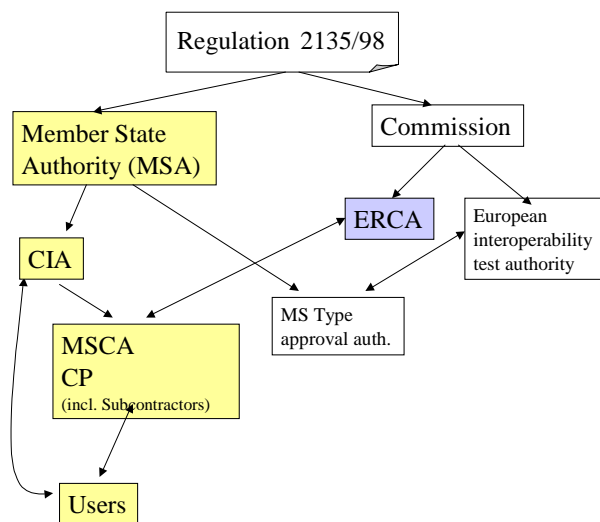 Regulation 2135/98
Member State
Authority (MSA)
Commission
ERCA
European
interoperability
test authority
CIA
MS Type
approval auth.
MSCA
CP
(incl. Subcontractors)
Users